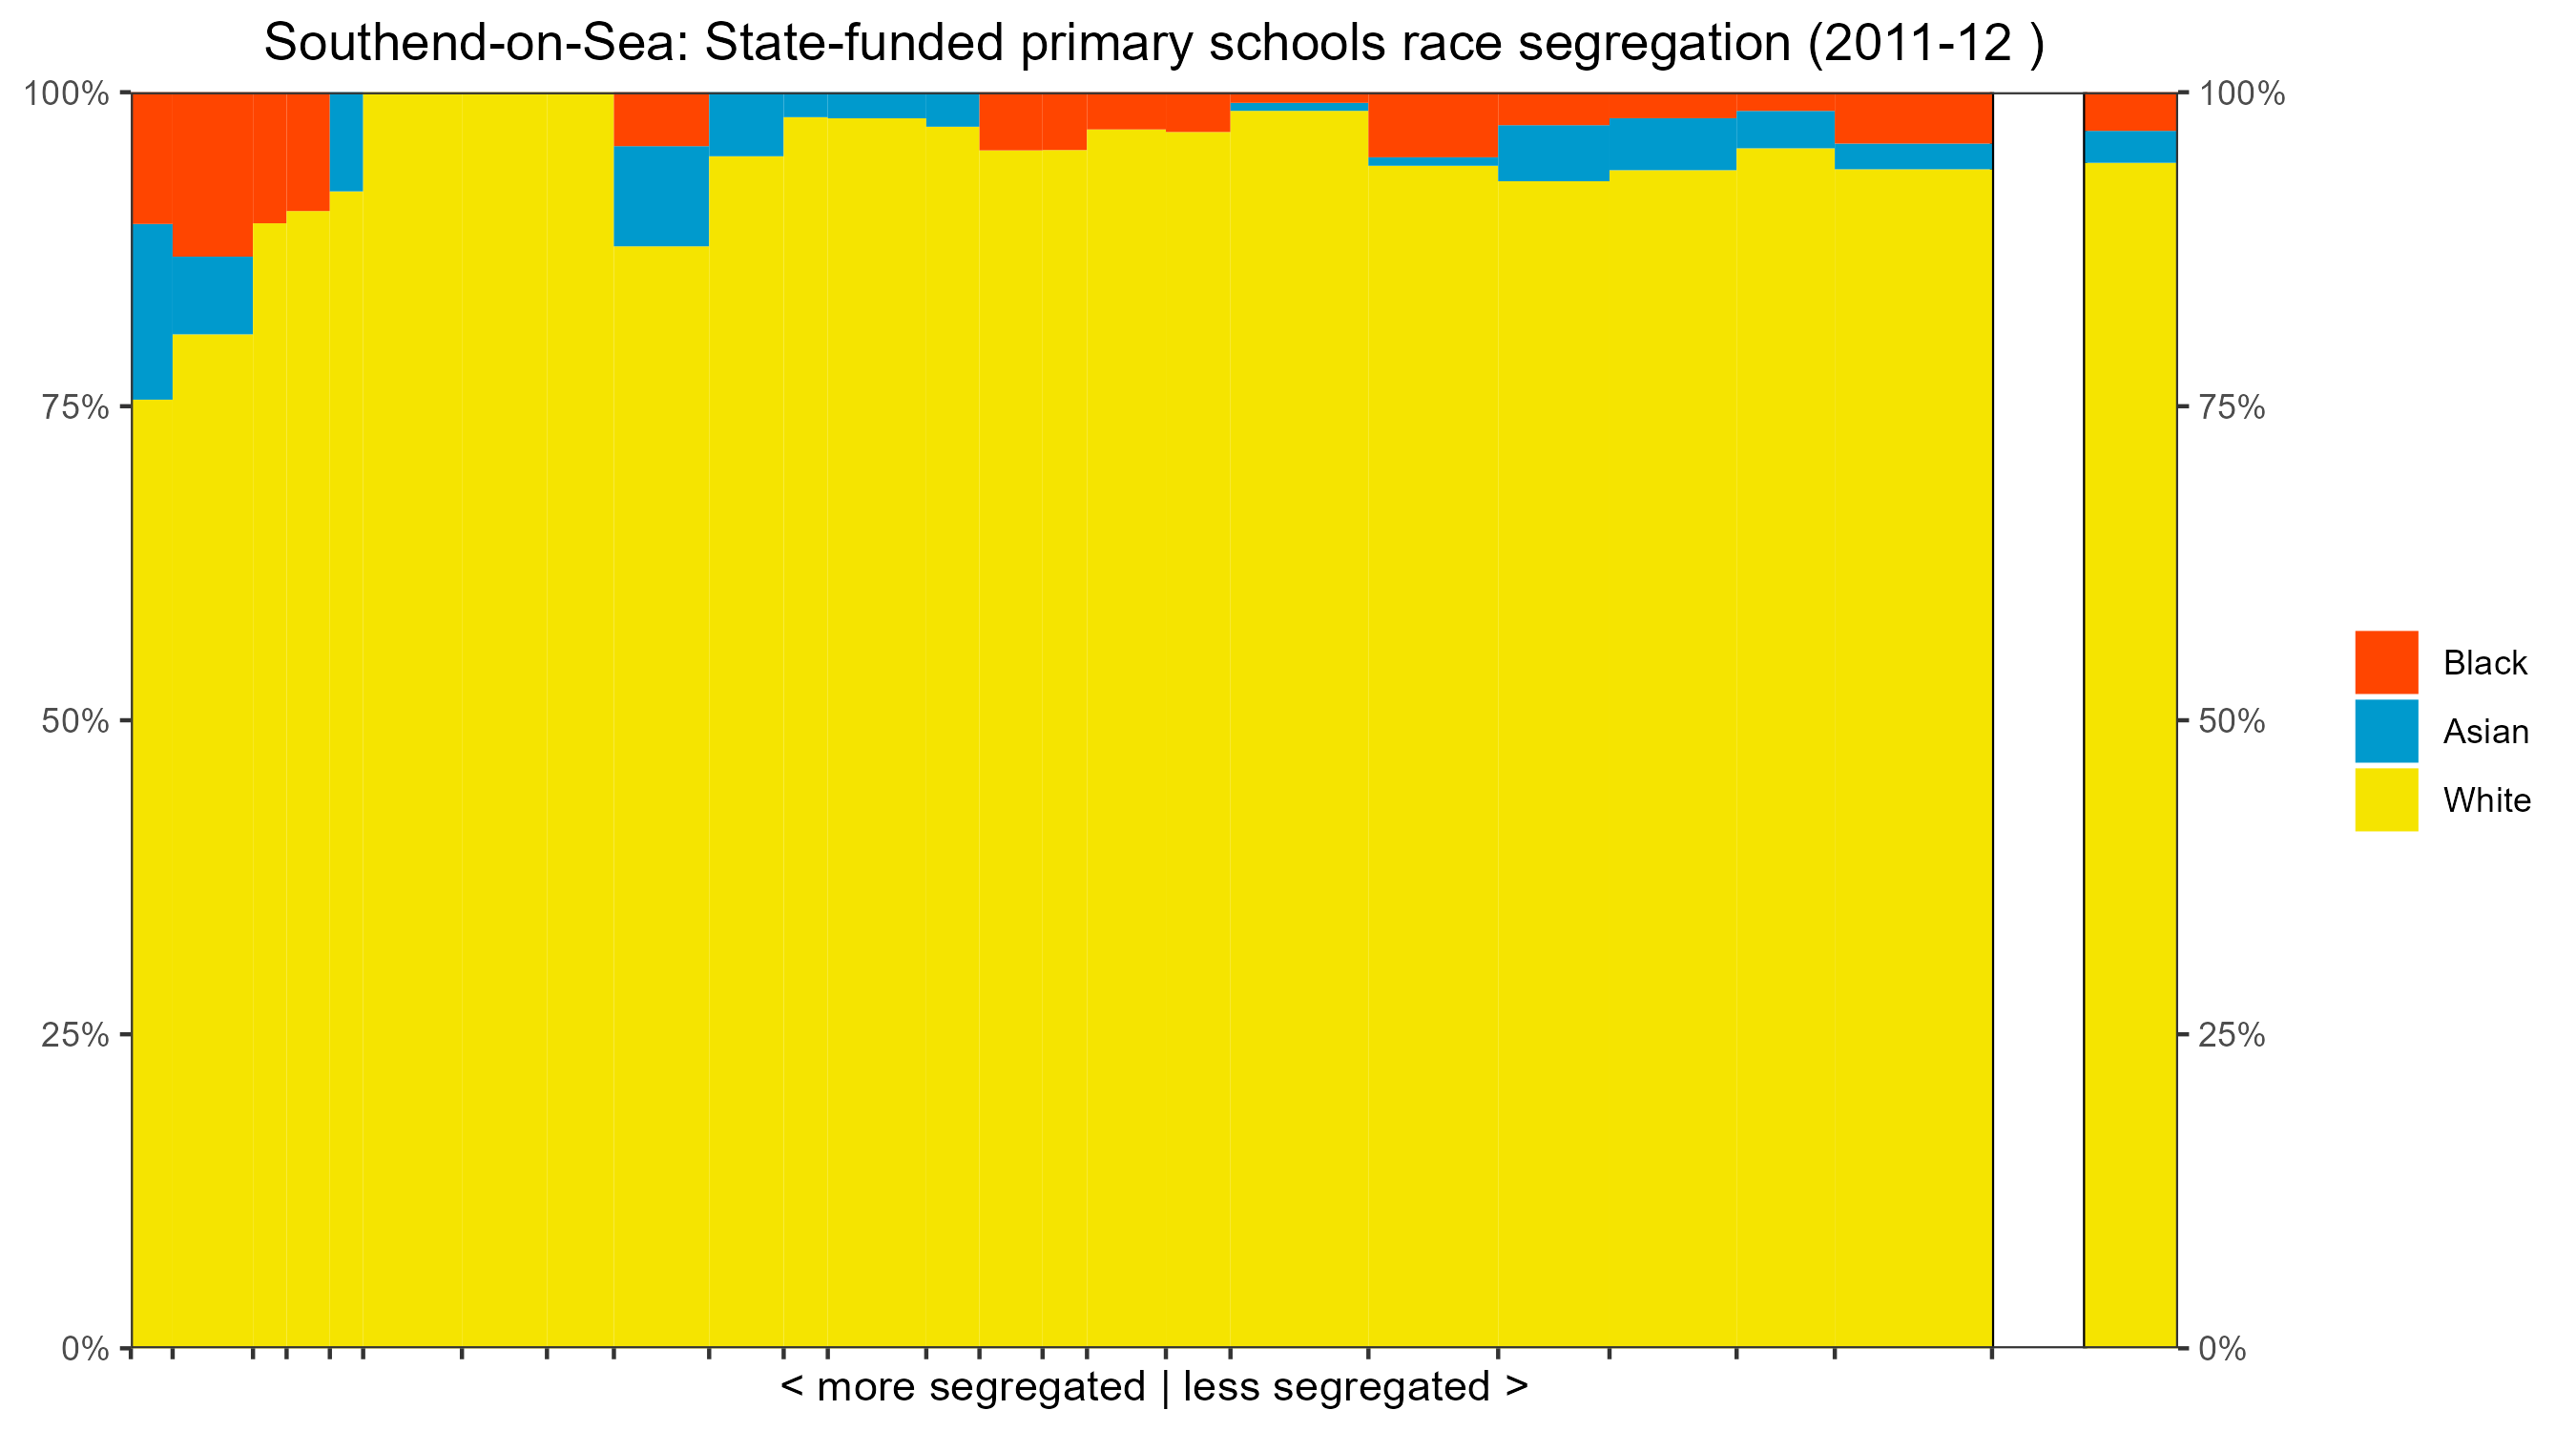 Southend-on-Sea: State-funded primary schools race segregation (2011-12 )
100%
75%
50%
25%
0%
100%
75%
50%
25%
0%
Black
Asian
White
< more segregated | less segregated >